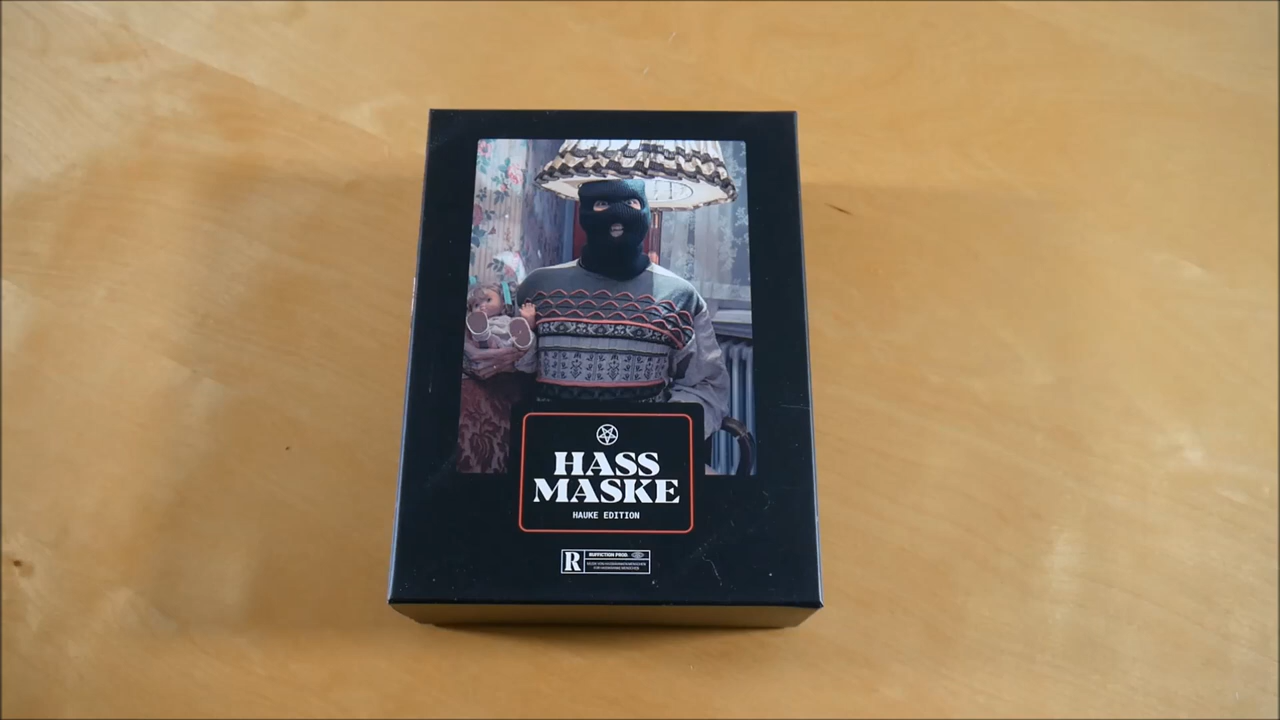 HASS
MASKE
HAUKE EDITION
R
RUFFICTION PROD.